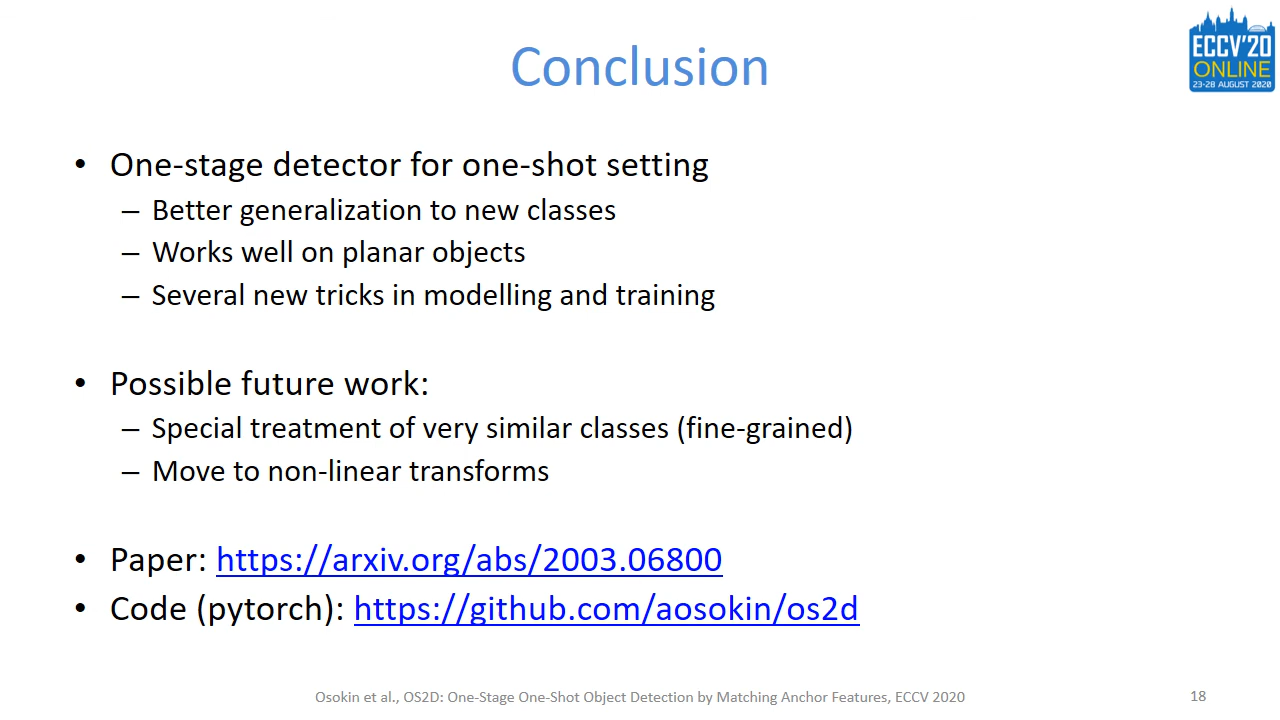 Conclusion
ECCV'20
ONLINE
23-28 AUGUST 2020
• One-stage detector for one-shot setting
– Better generalization to new classes
– Works well on planar objects
– Several new tricks in modelling and training
• Possible future work:
– Special treatment of very similar classes (fine-grained)
– Move to non-linear transforms
• Paper: https://arxiv.org/abs/2003.06800
• Code (pytorch): https://github.com/aosokin/os2d
Osokin et al., OS2D: One-Stage One-Shot Object Detection by Matching Anchor Features, ECCV 2020
18